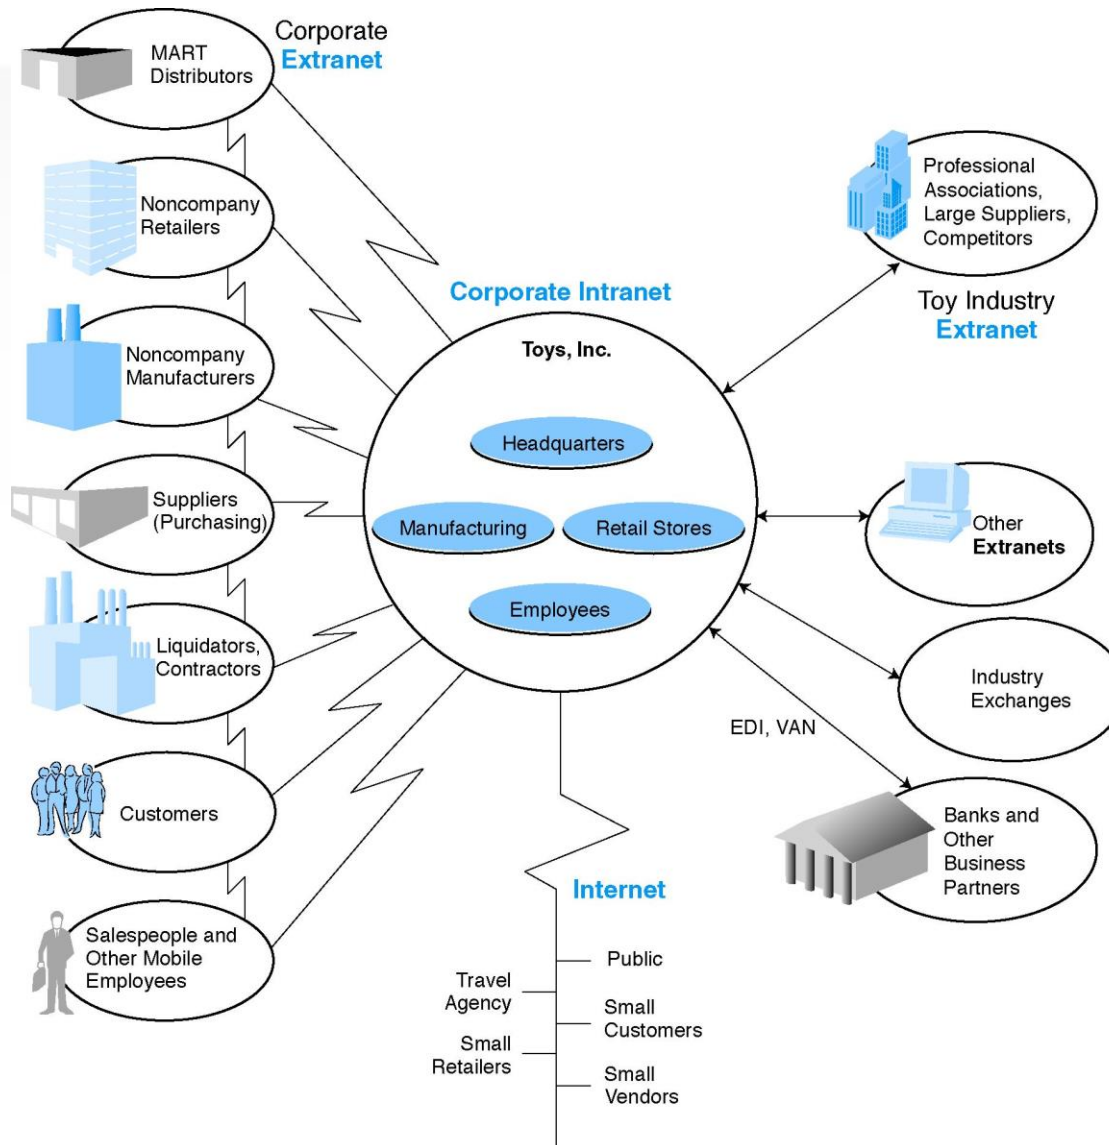 Corporate
Extranet
MART
Distributors
Noncompany
Retailers
Noncompany
Manufacturers
Suppliers
(Purchasing)
Liquidators,
Contractors
Customers
Salespeople and
Other Mobile
Employees
Corporate Intranet
Toys, Inc.
Headquarters
Manufacturing
Retail Stores
Employees
Professional
Associations,
Large Suppliers,
Competitors
Toy Industry
Extranet
Other
Extranets
Industry
Exchanges
EDI, VAN
Banks and
Other
Business
Partners
Internet
Public
Travel
Agency
Small
Customers
Small
Retailers
Small
Vendors